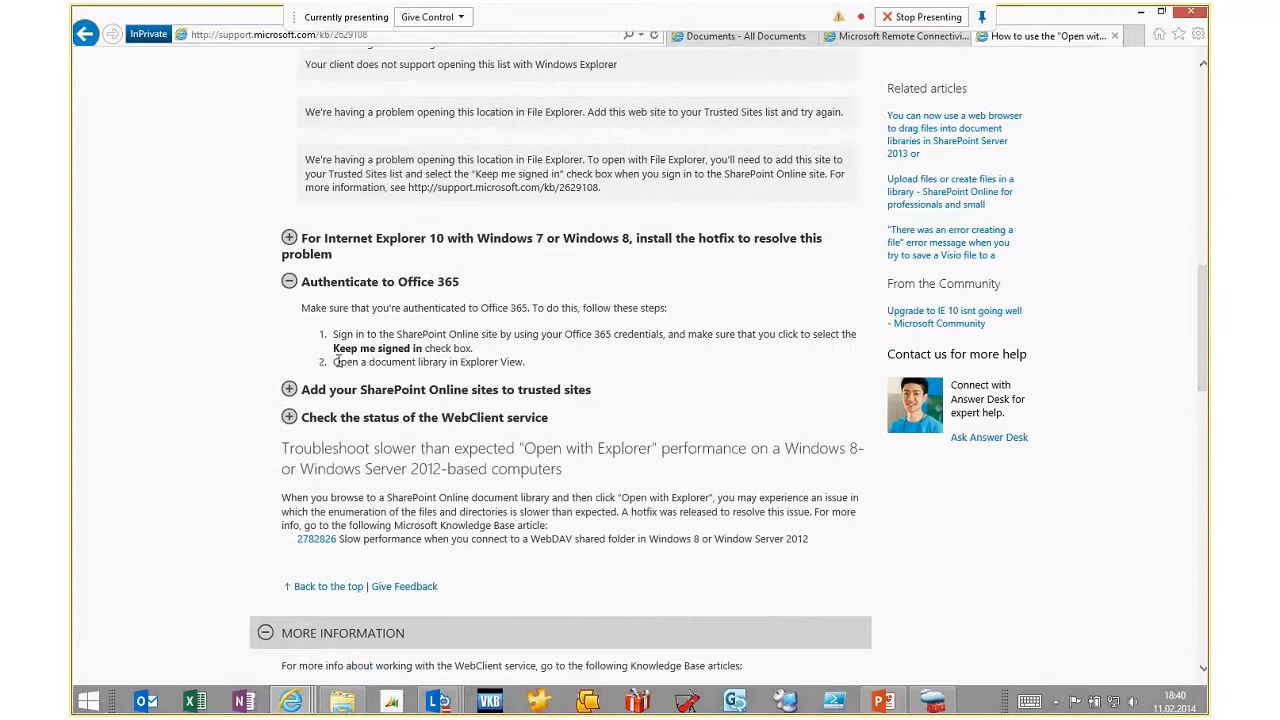 Currently presenting
Give Control
Stop Presenting
InPrivate
http://support.microsoft.com/kb/2629108
Documents - All Documents
Microsoft Remote Connectivi...
How to use the "Open wit...
Your client does not support opening this list with Windows Explorer
We're having a problem opening this location in File Explorer. Add this web site to your Trusted Sites list and try again.
We're having a problem opening this location in File Explorer. To open with File Explorer, you'll need to add this site to
your Trusted Sites list and select the "Keep me signed in" check box when you sign in to the SharePoint Online site. For
more information, see http://support.microsoft.com/kb/2629108.
For Internet Explorer 10 with Windows 7 or Windows 8, install the hotfix to resolve this
problem
Authenticate to Office 365
Make sure that you're authenticated to Office 365. To do this, follow these steps:
1. Sign in to the SharePoint Online site by using your Office 365 credentials, and make sure that you click to select the
Keep me signed in check box.
2. Open a document library in Explorer View.
Add your SharePoint Online sites to trusted sites
Check the status of the WebClient service
Troubleshoot slower than expected "Open with Explorer" performance on a Windows 8-
or Windows Server 2012-based computers
When you browse to a SharePoint Online document library and then click "Open with Explorer", you may experience an issue in
which the enumeration of the files and directories is slower than expected. A hotfix was released to resolve this issue. For more
info, go to the following Microsoft Knowledge Base article:
2782826 Slow performance when you connect to a WebDAV shared folder in Windows 8 or Window Server 2012
↑ Back to the top | Give Feedback
MORE INFORMATION
For more info about working with the WebClient service, go to the following Knowledge Base articles:
Related articles
You can now use a web browser
to drag files into document
libraries in SharePoint Server
2013 or
Upload files or create files in a
library - SharePoint Online for
professionals and small
"There was an error creating a
file" error message when you
try to save a Visio file to a
From the Community
Upgrade to IE 10 isnt going well
- Microsoft Community
Contact us for more help
Connect with
Answer Desk for
expert help.
Ask Answer Desk
VKB
18:40
11.02.2014